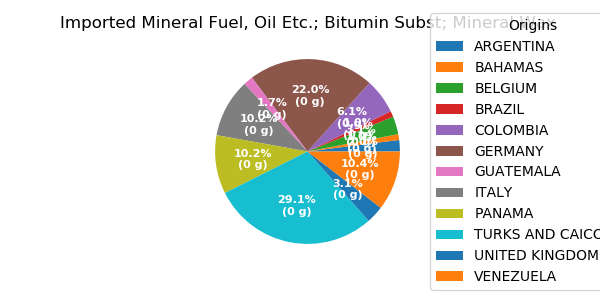 Imported Mineral Fuel, Oil Etc.; Bitumin Subst; Mineral Wax
Origins
ARGENTINA
BAHAMAS
BELGIUM
BRAZIL
COLOMBIA
GERMANY
GUATEMALA
ITALY
PANAMA
TURKS AND CAICO
UNITED KINGDOM
VENEZUELA
22.0%
(0 g)
6.1%
(0 g)
1.7%
(0 g)
(0 g)
10.2%
(0 g)
10.4%
(0 g)
3.1%
(0 g)
29.1%
(0 g)